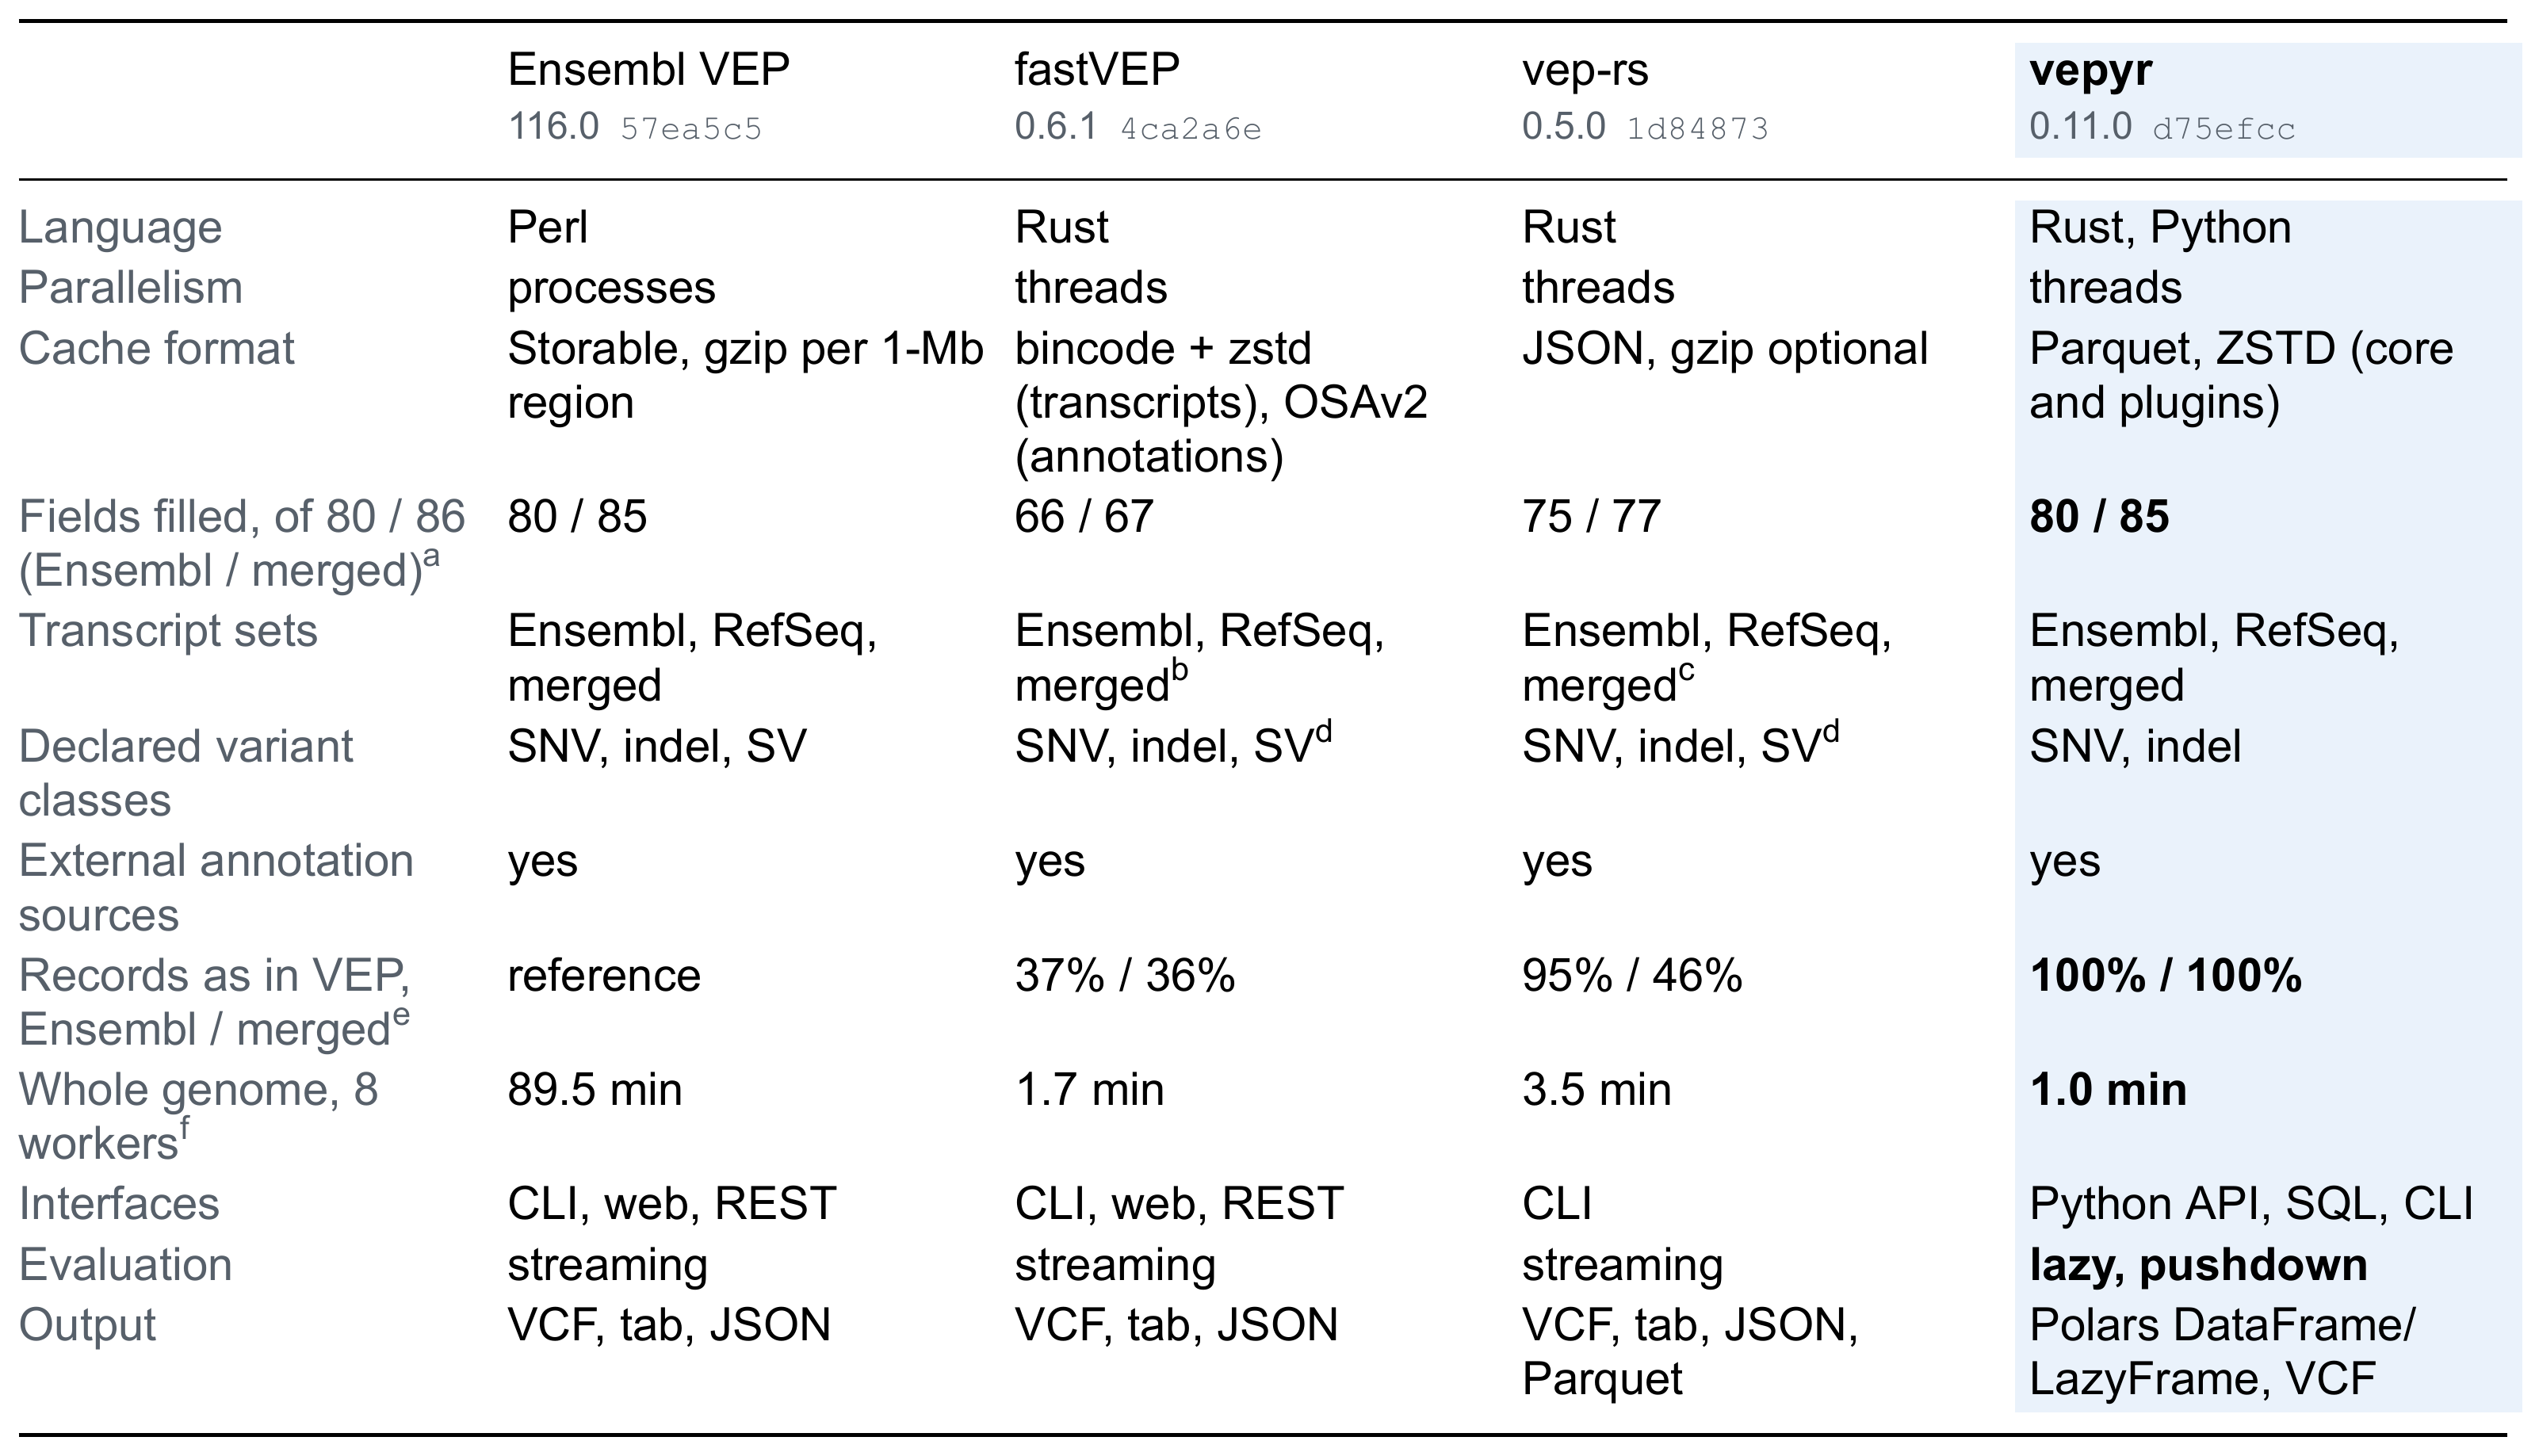 Ensembl VEP fastVEP vep-rs vepyr
116.0 57ea5c5 0.6.1 4ca2a6e 0.5.0 1d84873 0.11.0 d75efcc
Language Perl Rust Rust Rust, Python
Parallelism processes threads threads threads
Cache format Storable, gzip per 1-Mb bincode + zstd JSON, gzip optional Parquet, ZSTD (core
region (transcripts), OSAv2 and plugins)
(annotations)
Fields filled, of 80 / 86 80 / 85 66 / 67 75 / 77 80 / 85
(Ensembl / merged)a
Transcript sets Ensembl, RefSeq, Ensembl, RefSeq, Ensembl, RefSeq, Ensembl, RefSeq,
merged mergedb mergedc merged
Declared variant SNV, indel, SV SNV, indel, SVd SNV, indel, SVd SNV, indel
classes
External annotation yes yes yes yes
sources
Records as in VEP, reference 37% / 36% 95% / 46% 100% / 100%
Ensembl / mergede
Whole genome, 8 89.5 min 1.7 min 3.5 min 1.0 min
workersf
Interfaces CLI, web, REST CLI, web, REST CLI Python API, SQL, CLI
Evaluation streaming streaming streaming lazy, pushdown
Output VCF, tab, JSON VCF, tab, JSON VCF, tab, JSON, Polars DataFrame/
Parquet LazyFrame, VCF